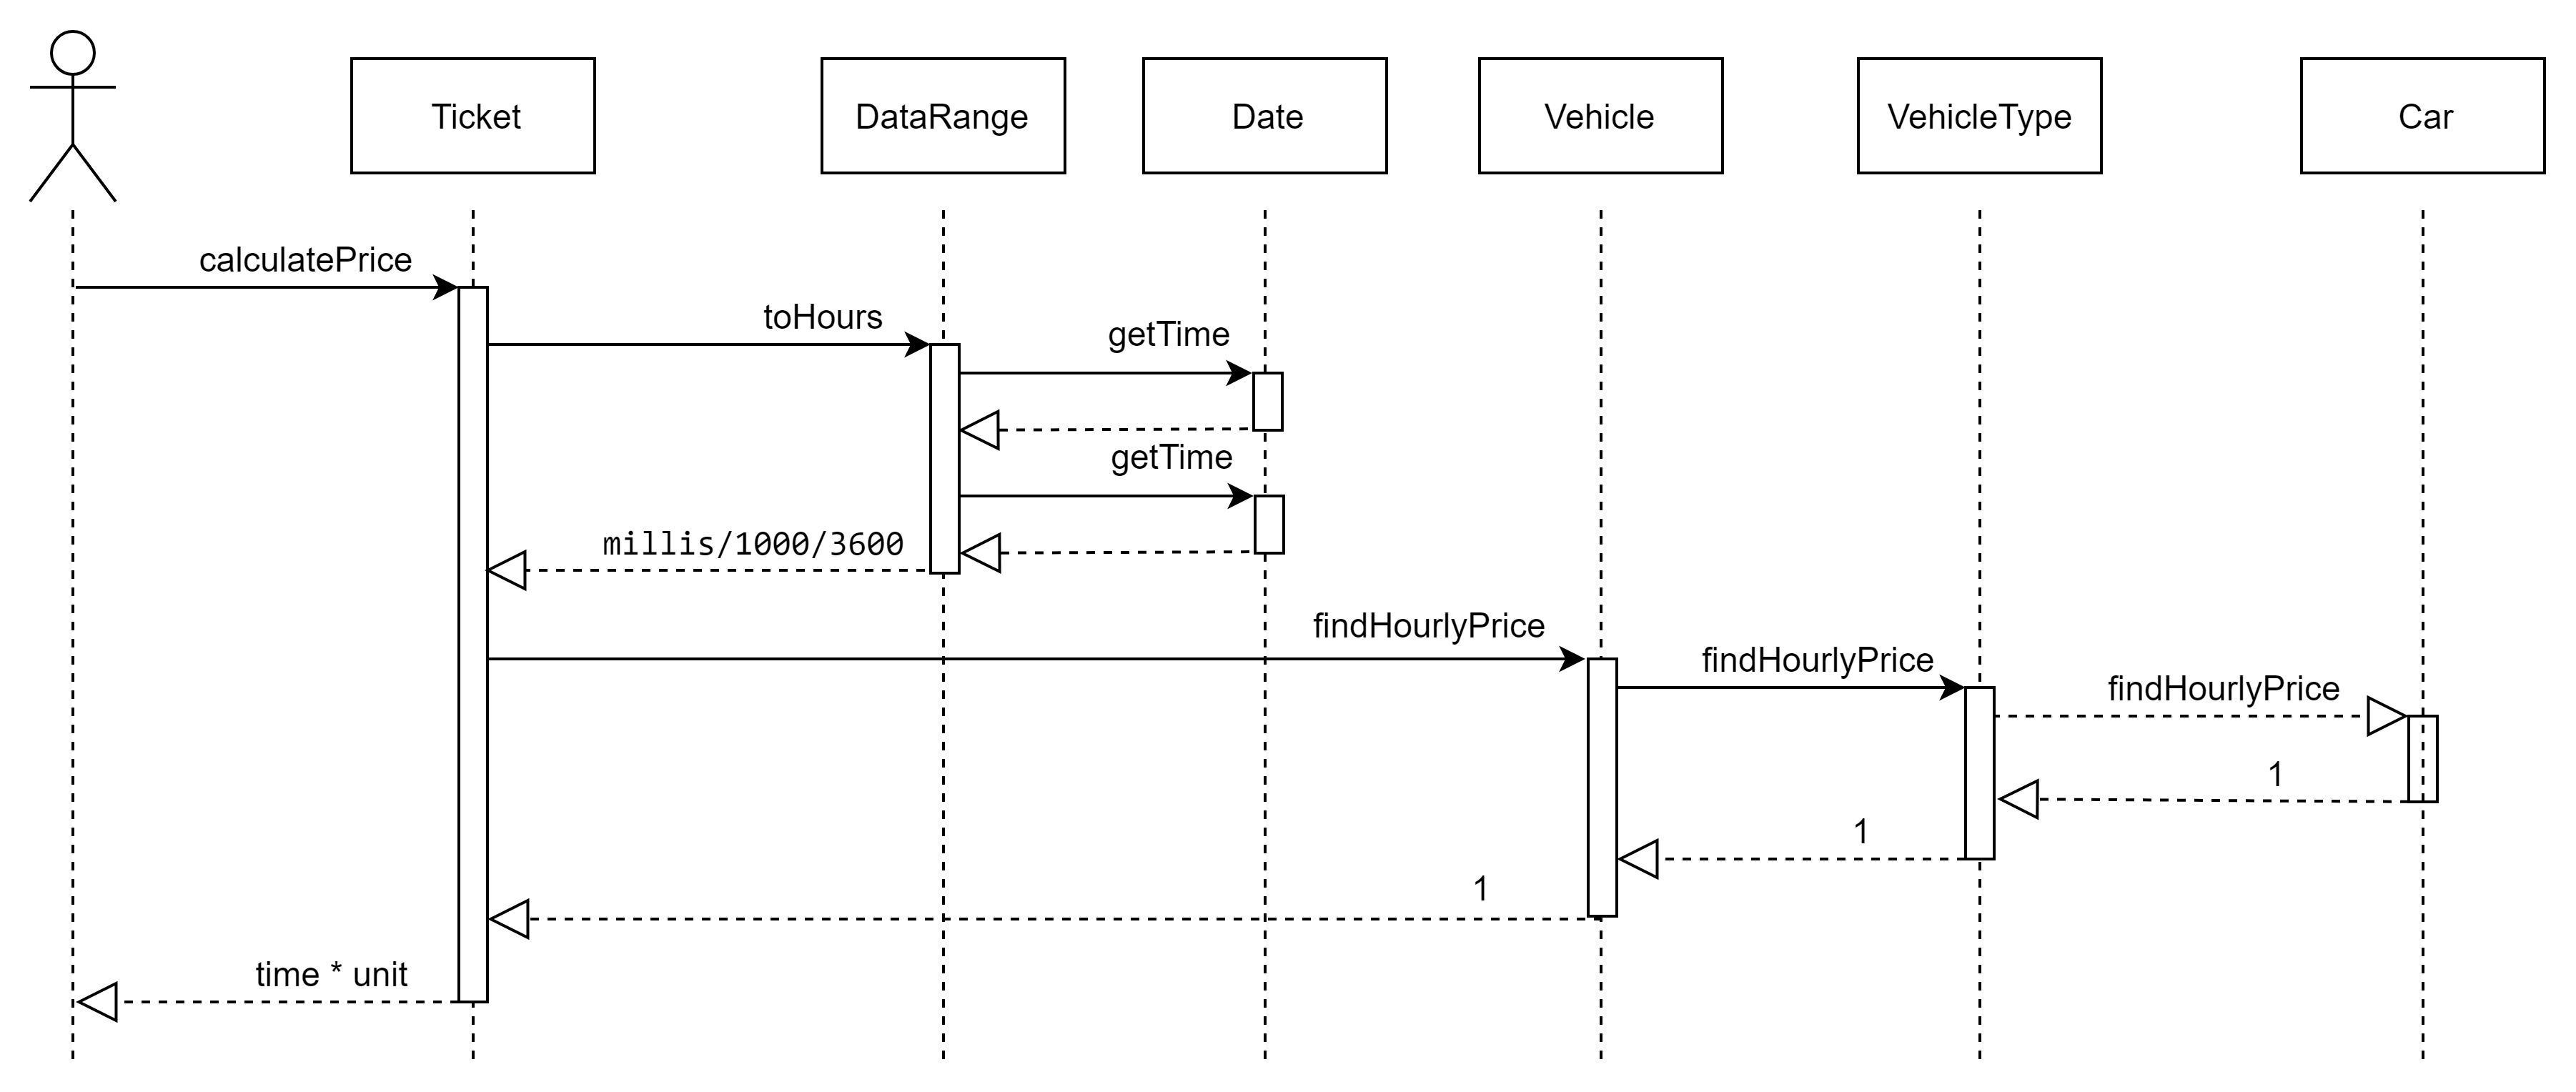 Ticket
DataRange
Date
Vehicle
VehicleType
Car
calculatePrice
toHours
getTime
getTime
millis/1000/3600
findHourlyPrice
findHourlyPrice
findHourlyPrice
1
1
1
time * unit